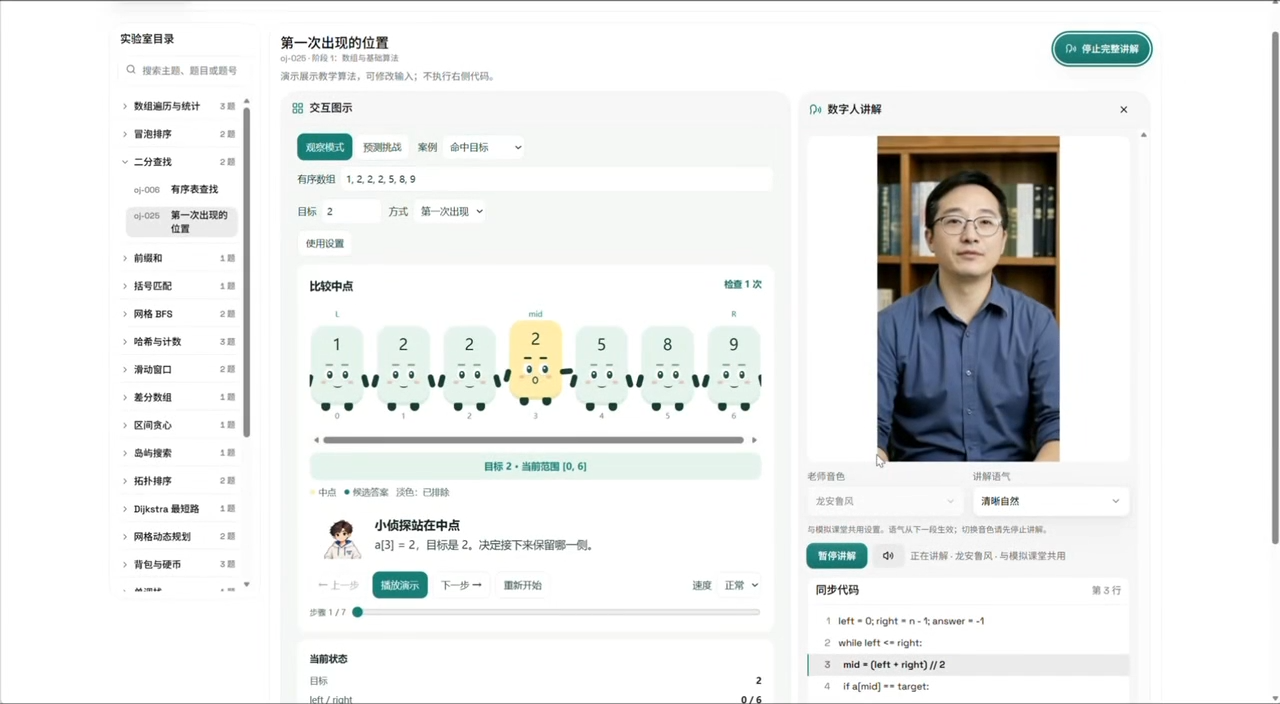 实验室目录
搜索主题、题目或题号
数组遍历与统计 3 题
冒泡排序 2 题
二分查找 2 题
oj-006 有序表查找
oj-025 第一次出现的
位置
前缀和 1 题
括号匹配 1 题
网格 BFS 2 题
哈希与计数 3 题
滑动窗口 2 题
差分数组 1 题
区间贪心 1 题
岛屿搜索 2 题
拓扑排序 2 题
Dijkstra 最短路 1 题
网格动态规划 2 题
背包与硬币 3 题
第一次出现的位置
oj-025 · 阶段 1：数组与基础算法
演示展示教学算法，可修改输入；不执行右侧代码。
停止完整讲解
交互图示
观察模式 预测挑战 案例 命中目标
有序数组 1, 2, 2, 2, 5, 8, 9
目标 2 方式 第一次出现
使用设置
比较中点 检查 1 次
L mid R
1 2 2 2 5 8 9
0 1 2 3 4 5 6
目标 2 • 当前范围 [0, 6]
中点 候选答案 淡色：已排除
小侦探站在中点
a[3] = 2，目标是 2。决定接下来保留哪一侧。
← 上一步 播放演示 下一步 → 重新开始 速度 正常
步骤 1 / 7
当前状态
目标 2
left / right 0 / 6
数字人讲解 ×
老师音色 讲解语气
龙安鲁风 清晰自然
与模拟课堂共用设置。语气从下一段生效；切换音色请先停止讲解。
暂停讲解 正在讲解 · 龙安鲁风 · 与模拟课堂共用
同步代码 第 3 行
1 left = 0; right = n - 1; answer = -1
2 while left <= right:
3 mid = (left + right) // 2
4 if a[mid] == target: